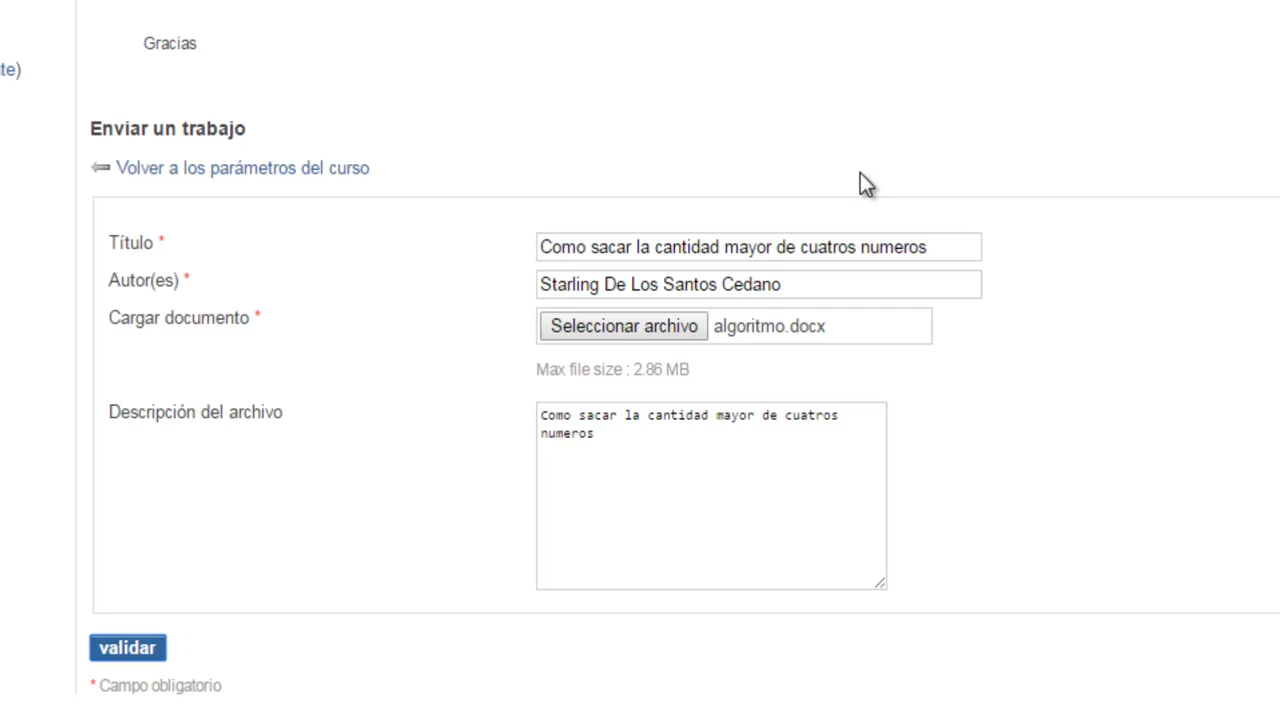 Gracias
te)
Enviar un trabajo
Volver a los parámetros del curso
Título *
Como sacar la cantidad mayor de cuatros numeros
Autor(es) *
Starling De Los Santos Cedano
Cargar documento *
Seleccionar archivo algoritmo.docx
Max file size : 2.86 MB
Descripción del archivo
Como sacar la cantidad mayor de cuatros
numeros
validar
* Campo obligatorio